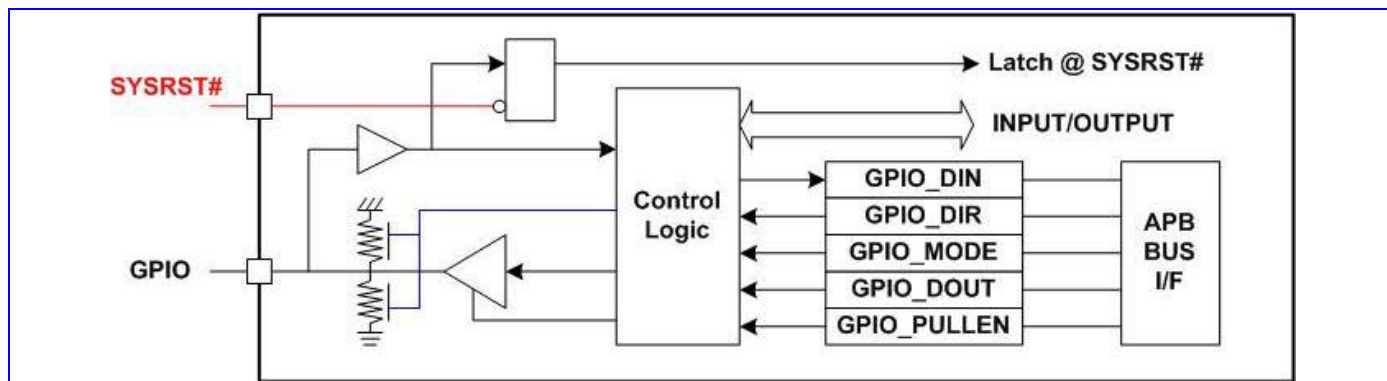 SYSRST#
Latch @ SYSRST#
INPUT/OUTPUT
Control
Logic
GPIO_DIN
GPIO_DIR
GPIO_MODE
GPIO_DOUT
GPIO_PULLEN
APB
BUS
I/F
GPIO